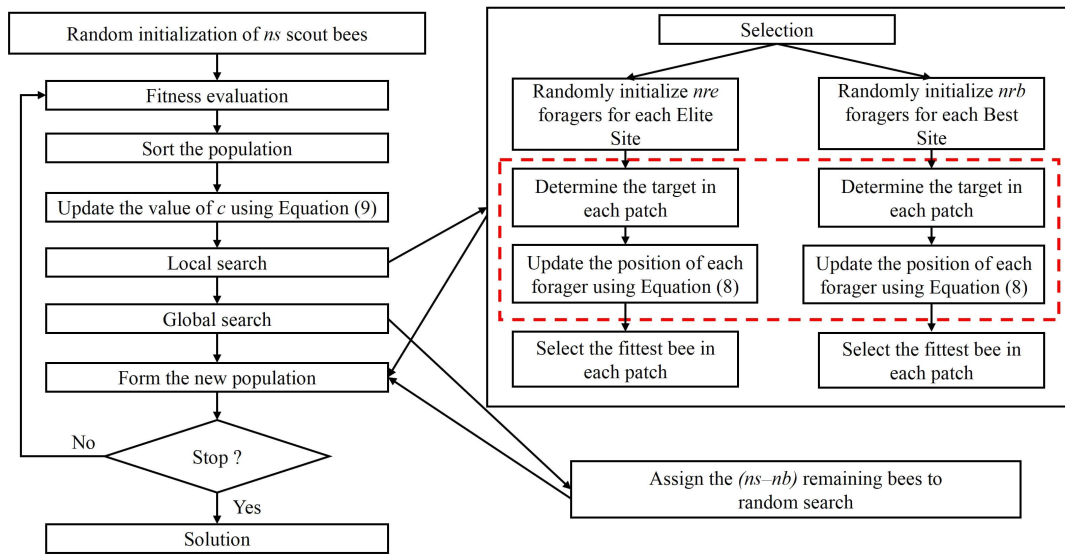 Random initialization of ns scout bees
Fitness evaluation
Sort the population
Update the value of c using Equation (9)
Local search
Global search
Form the new population
No
Stop ?
Yes
Solution
Selection
Randomly initialize nre
foragers for each Elite
Site
Determine the target in
each patch
Update the position of each
forager using Equation (8)
Select the fittest bee in
each patch
Randomly initialize nrb
foragers for each Best
Site
Determine the target in
each patch
Update the position of each
forager using Equation (8)
Select the fittest bee in
each patch
Assign the (ns–nb) remaining bees to
random search